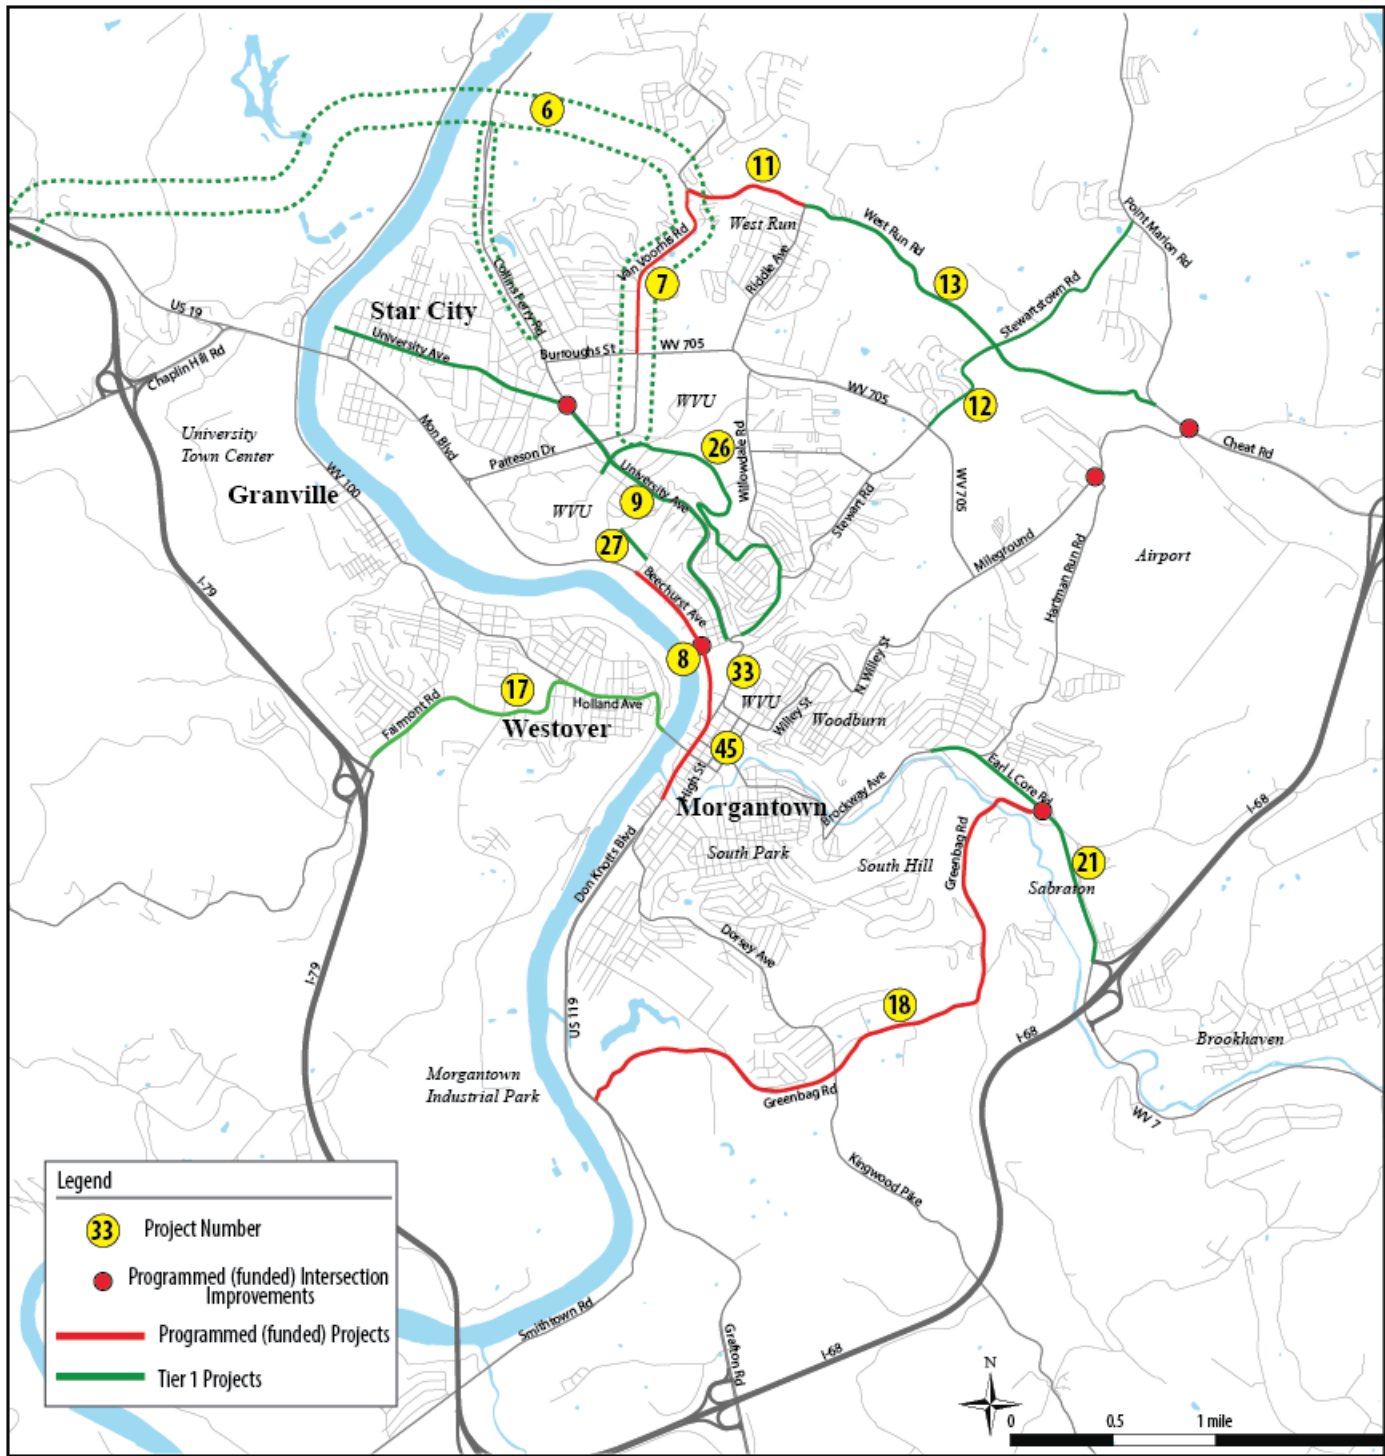 6
11
West Run
West Run Rd
Point Marion Rd
Van Voorhis Rd
7
Riddle Ave
13
Stewartstown Rd
Collins Ferry Rd
US 19
Star City
University Ave
Burroughs St
WV 705
Chaplin Hill Rd
WV 705
12
WVU
Mon Blvd
University
Town Center
Patteson Dr
26
Willowdale Rd
Cheat Rd
WV 100
Granville
University Ave
9
WVU
Stewart Rd
WV705
27
Mileground
Airport
Hartman Run Rd
I-79
Beechurst Ave
8
33
N. Willey St
17
Fairmont Rd
Holland Ave
WVU
Willey St
Woodburn
Westover
45
High St
Earl L Core Rd
Morgantown
Brockway Ave
I-68
South Park
South Hill
Greenbag Rd
21
Sabraton
Don Knotts Blvd
Dorsey Ave
I-79
US 119
18
I-68
Brookhaven
Morgantown
Industrial Park
Greenbag Rd
WV 7
Kingwood Pike
Legend
33 Project Number
Programmed (funded) Intersection
Improvements
Programmed (funded) Projects
Tier 1 Projects
Smithtown Rd
Grafton Rd
I-68
N
0 0.5 1 mile